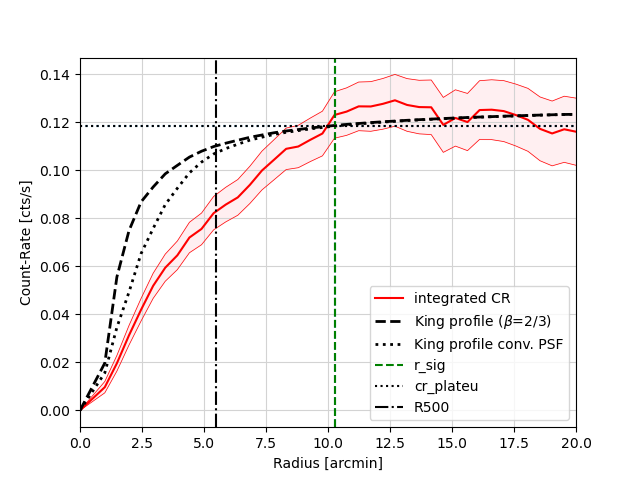 0.14
0.12
0.10
0.08
0.06
0.04
0.02
0.00
Count-Rate [cts/s]
integrated CR
King profile (β=2/3)
King profile conv. PSF
r_sig
cr_plateu
R500
0.0 2.5 5.0 7.5 10.0 12.5 15.0 17.5 20.0
Radius [arcmin]